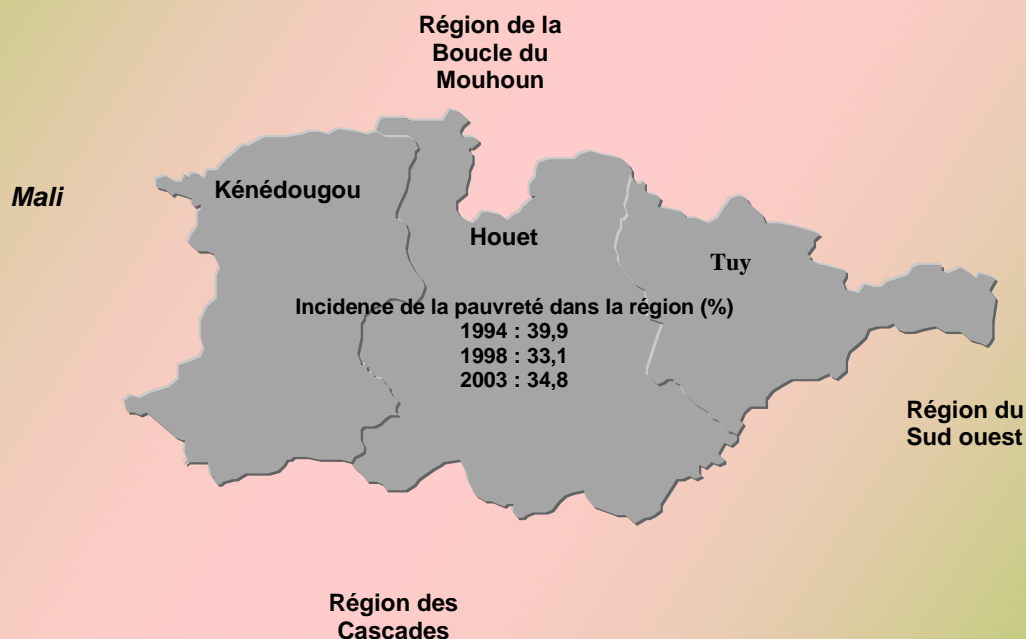 Région de la
Boucle du
Mouhoun
Mali
Kénédougou
Houet
Tuy
Incidence de la pauvreté dans la région (%)
1994 : 39,9
1998 : 33,1
2003 : 34,8
Région du
Sud ouest
Région des
Cascades